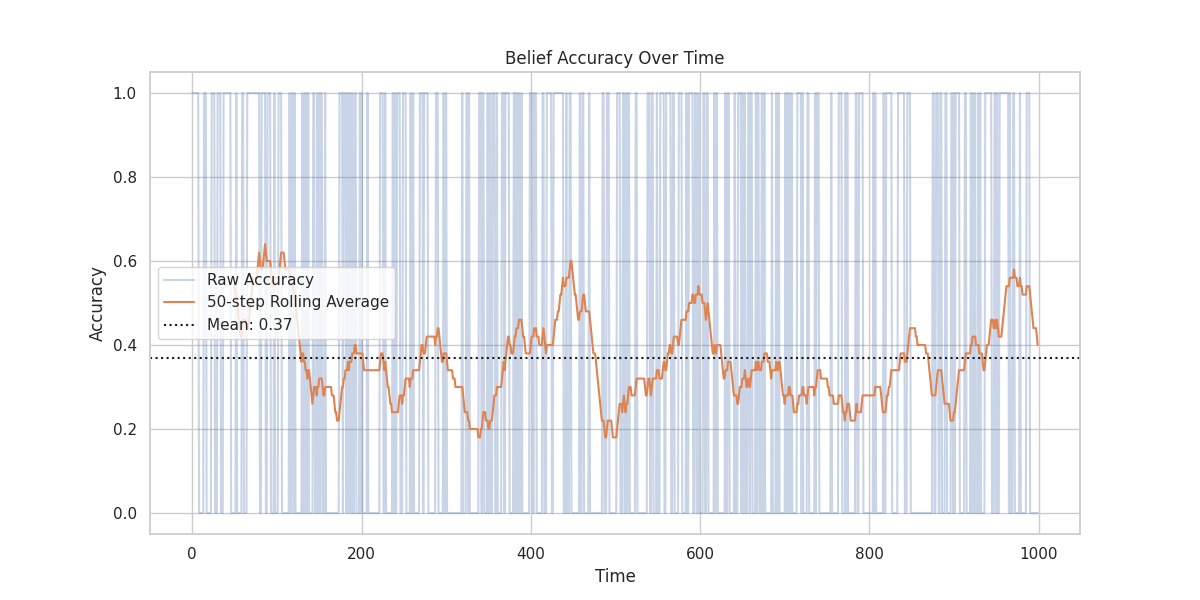 Belief Accuracy Over Time
Accuracy
1.0
0.8
0.6
0.4
0.2
0.0
Raw Accuracy
50-step Rolling Average
Mean: 0.37
0
200
400
600
800
1000
Time